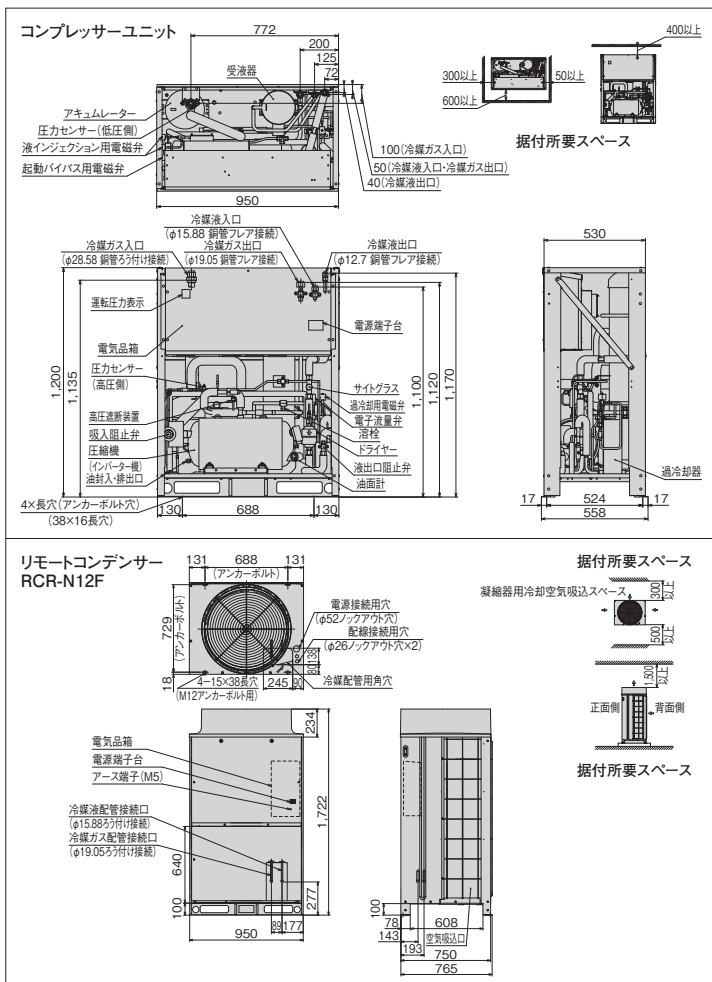 コンプレッサーユニット
772
200
125
72
受液器
アキュムレーター
圧力センサー(低圧側)
液インジェクション用電磁弁
起動バイパス用電磁弁
100(冷媒ガス入口)
50(冷媒液入口・冷媒ガス出口)
40(冷媒液出口)
950
400以上
300以上
50以上
600以上
据付所要スペース
冷媒液入口
(φ15.88 銅管フレア接続)
冷媒ガス入口
(φ28.58 銅管ろう付け接続)
冷媒ガス出口
(φ19.05 銅管フレア接続)
冷媒液出口
(φ12.7 銅管フレア接続)
運転圧力表示
電源端子台
電気品箱
圧力センサー
(高圧側)
高圧遮断装置
吸入阻止弁
圧縮機
(インバーター機)
油封入・排出口
4×長穴(アンカーボルト穴)
(38×16長穴)
サイトグラス
過冷却用電磁弁
電子流量弁
溶栓
ドライヤー
液出口阻止弁
油面計
1,200
1,135
1,100
1,120
1,170
130
688
130
530
過冷却器
17
524
17
558
リモートコンデンサー
RCR-N12F
131
688
131
(アンカーボルト)
729
(アンカーボルト)
18
電源接続用穴
(φ52ノックアウト穴)
配線接続用穴
(φ26ノックアウト穴×2)
138
80
冷媒配管用角穴
245
90
4−15×38長穴
(M12アンカーボルト用)
据付所要スペース
凝縮器用冷却空気吸込スペース
300以上
500以上
1,500以上
正面側
背面側
据付所要スペース
234
電気品箱
電源端子台
アース端子(M5)
冷媒液配管接続口
(φ15.88ろう付け接続)
冷媒ガス配管接続口
(φ19.05ろう付け接続)
1,722
640
100
277
89
177
950
100
78
608
143
空気吸込口
193
750
765